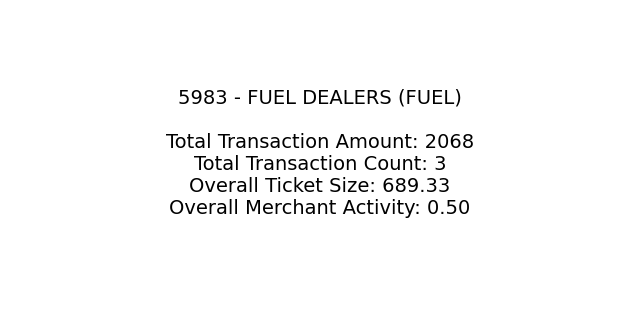 5983 - FUEL DEALERS (FUEL)
Total Transaction Amount: 2068
Total Transaction Count: 3
Overall Ticket Size: 689.33
Overall Merchant Activity: 0.50